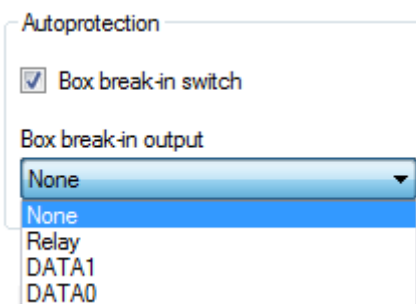 Autoprotection
Box break-in switch
Box break-in output
None
None
Relay
DATA1
DATA0